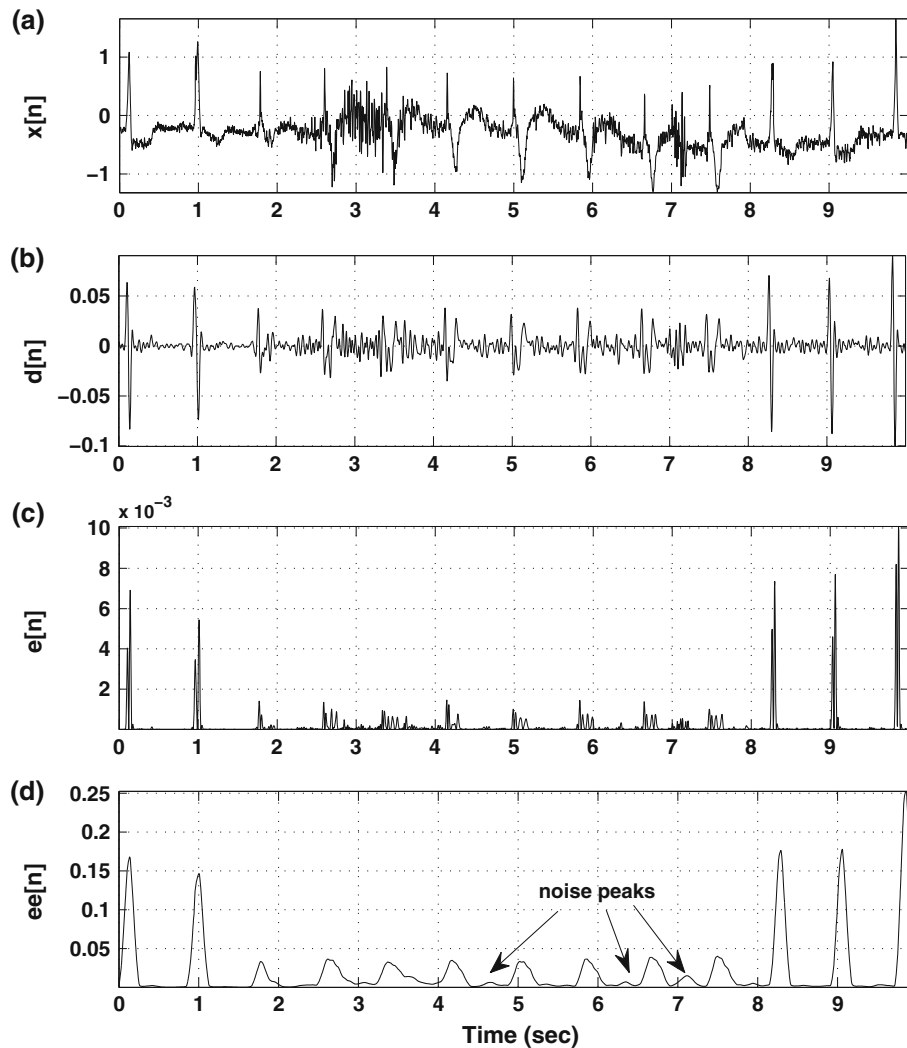 (a)
x[n]
1
0
−1
0 1 2 3 4 5 6 7 8 9
(b)
d[n]
0.05
0
−0.05
−0.1
0 1 2 3 4 5 6 7 8 9
(c)
x 10⁻³
e[n]
10
8
6
4
2
0 1 2 3 4 5 6 7 8 9
(d)
ee[n]
0.25
0.2
0.15
0.1
0.05
noise peaks
0 1 2 3 4 5 6 7 8 9
Time (sec)